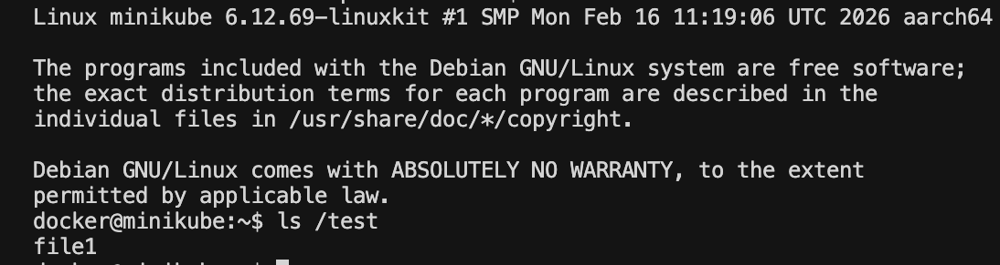 Linux minikube 6.12.69-linuxkit #1 SMP Mon Feb 16 11:19:06 UTC 2026 aarch64
The programs included with the Debian GNU/Linux system are free software;
the exact distribution terms for each program are described in the
individual files in /usr/share/doc/*/copyright.
Debian GNU/Linux comes with ABSOLUTELY NO WARRANTY, to the extent
permitted by applicable law.
docker@minikube:~$ ls /test
file1